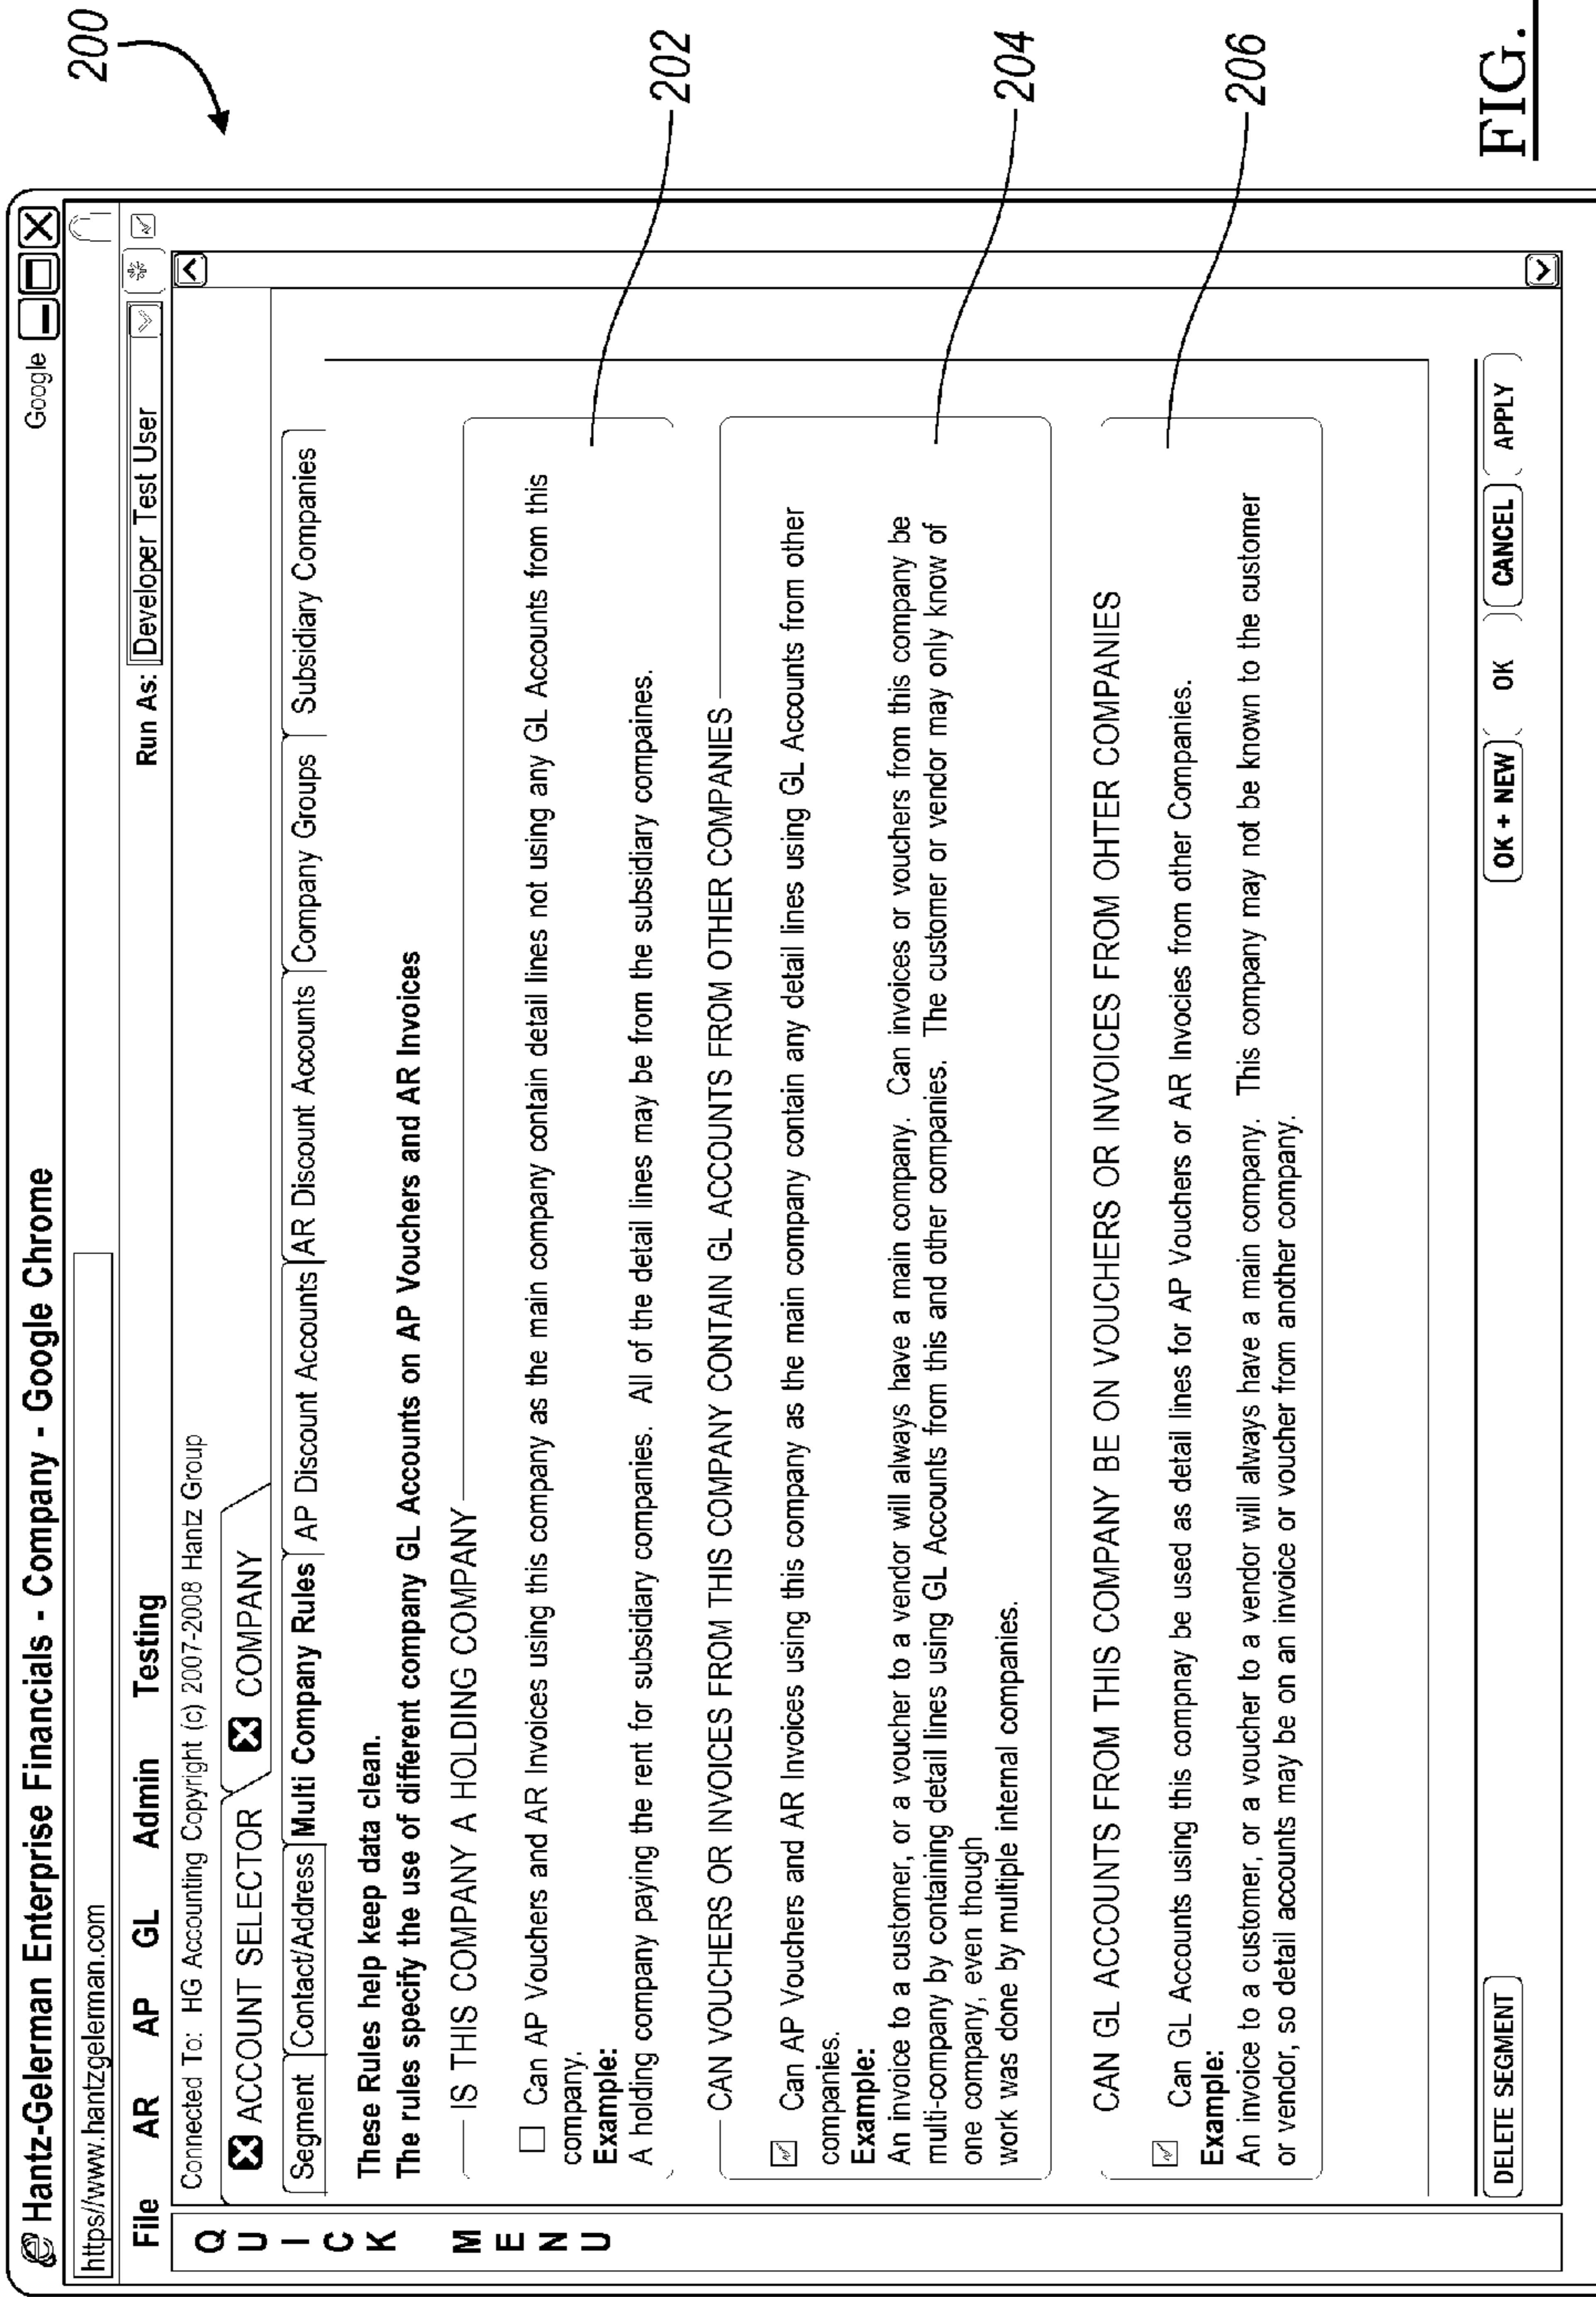 200
Hantz-Gelerman Enterprise Financials - Company - Google Chrome
Google
https//www.hantzgelerman.com
File AR AP GL Admin Testing Run As: Developer Test User
QUICK MENU
Connected To: HG Accounting Copyright (c) 2007-2008 Hantz Group
ACCOUNT SELECTOR COMPANY
Segment Contact/Address Multi Company Rules AP Discount Accounts AR Discount Accounts Company Groups Subsidiary Companies
These Rules help keep data clean.
The rules specify the use of different company GL Accounts on AP Vouchers and AR Invoices
IS THIS COMPANY A HOLDING COMPANY
Can AP Vouchers and AR Invoices using this company as the main company contain detail lines not using any GL Accounts from this
company.
Example:
A holding company paying the rent for subsidiary companies. All of the detail lines may be from the subsidiary compaines.
202
CAN VOUCHERS OR INVOICES FROM THIS COMPANY CONTAIN GL ACCOUNTS FROM OTHER COMPANIES
Can AP Vouchers and AR Invoices using this company as the main company contain any detail lines using GL Accounts from other
companies.
Example:
An invoice to a customer, or a voucher to a vendor will always have a main company. Can invoices or vouchers from this company be
multi-company by containing detail lines using GL Accounts from this and other companies. The customer or vendor may only know of
one company, even though
work was done by multiple internal companies.
204
CAN GL ACCOUNTS FROM THIS COMPANY BE ON VOUCHERS OR INVOICES FROM OHTER COMPANIES
Can GL Accounts using this compnay be used as detail lines for AP Vouchers or AR Invocies from other Companies.
Example:
An invoice to a customer, or a voucher to a vendor will always have a main company. This company may not be known to the customer
or vendor, so detail accounts may be on an invoice or voucher from another company.
206
DELETE SEGMENT OK + NEW OK CANCEL APPLY
FIG.